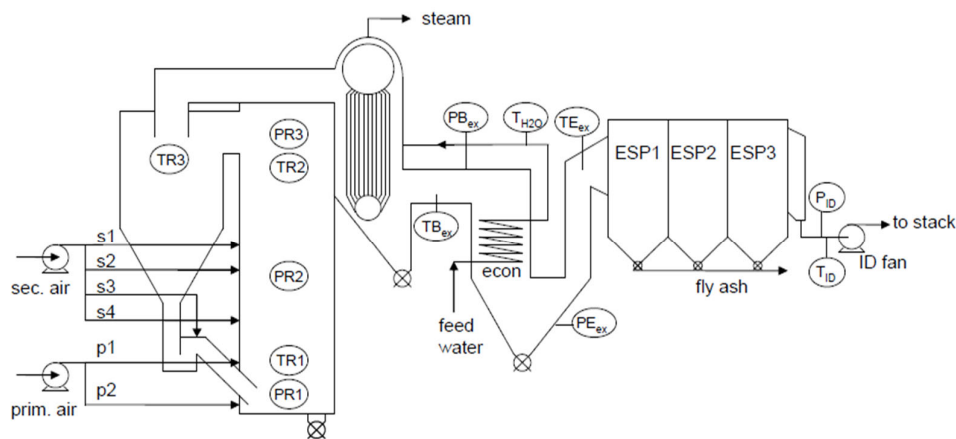 steam
PR3
TR3
TR2
PB ex
T H2O
TE ex
ESP1
ESP2
ESP3
s1
s2
s3
s4
sec. air
PR2
TB ex
econ
P ID
to stack
ID fan
T ID
fly ash
feed
water
PE ex
p1
p2
prim. air
TR1
PR1